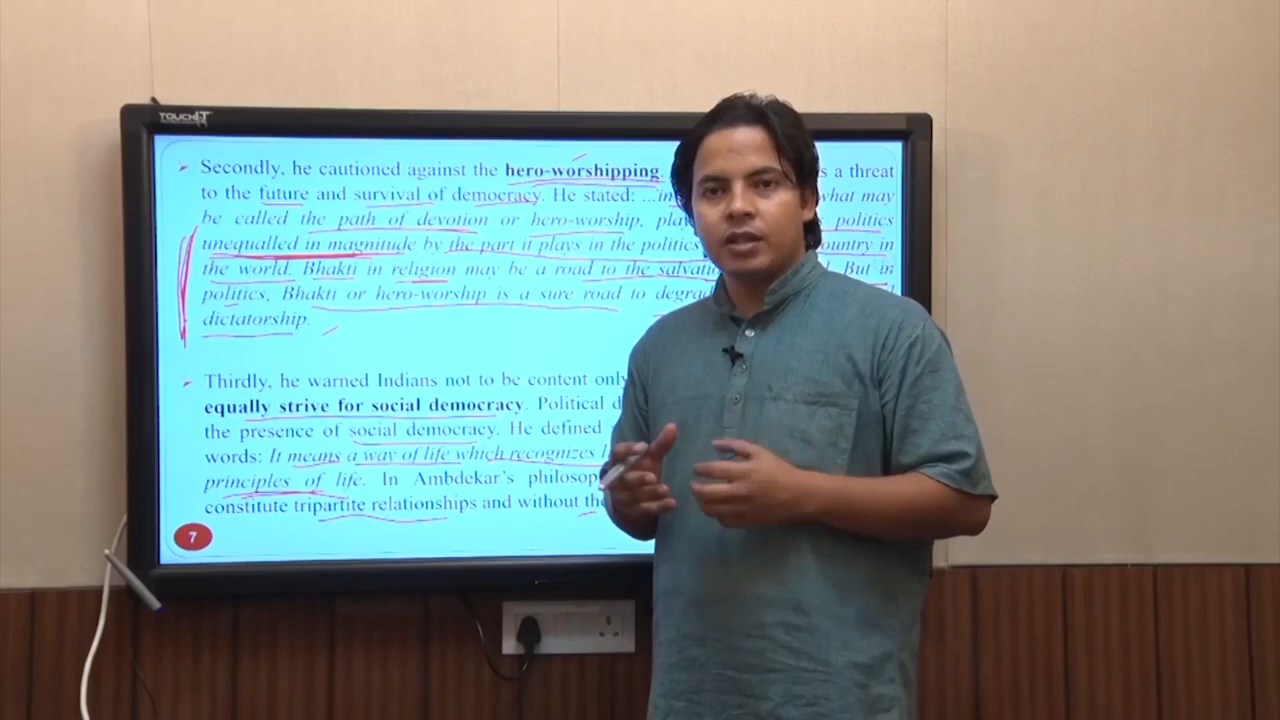 TOUCHIT
Secondly, he cautioned against the hero-worshipping. s a threat
to the future and survival of democracy. He stated: ...in what may
be called the path of devotion or hero-worship, play politics
unequalled in magnitude by the part it plays in the politics ountry in
the world. Bhakti in religion may be a road to the salvatio But in
politics, Bhakti or hero-worship is a sure road to degrad
dictatorship.
Thirdly, he warned Indians not to be content only
equally strive for social democracy. Political d
the presence of social democracy. He defined
words: It means a way of life which recognizes l
principles of life. In Ambdekar's philosop
constitute tripartite relationships and without the
7